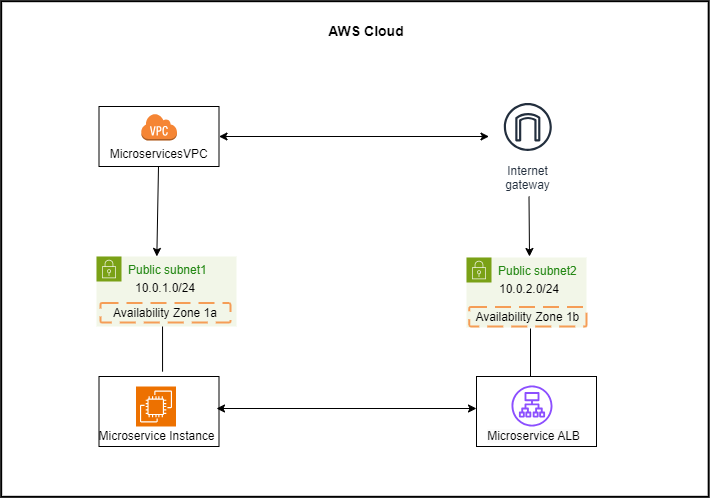 AWS Cloud
VPC
MicroservicesVPC
Internet
gateway
Public subnet1
10.0.1.0/24
Availability Zone 1a
Public subnet2
10.0.2.0/24
Availability Zone 1b
Microservice Instance
Microservice ALB